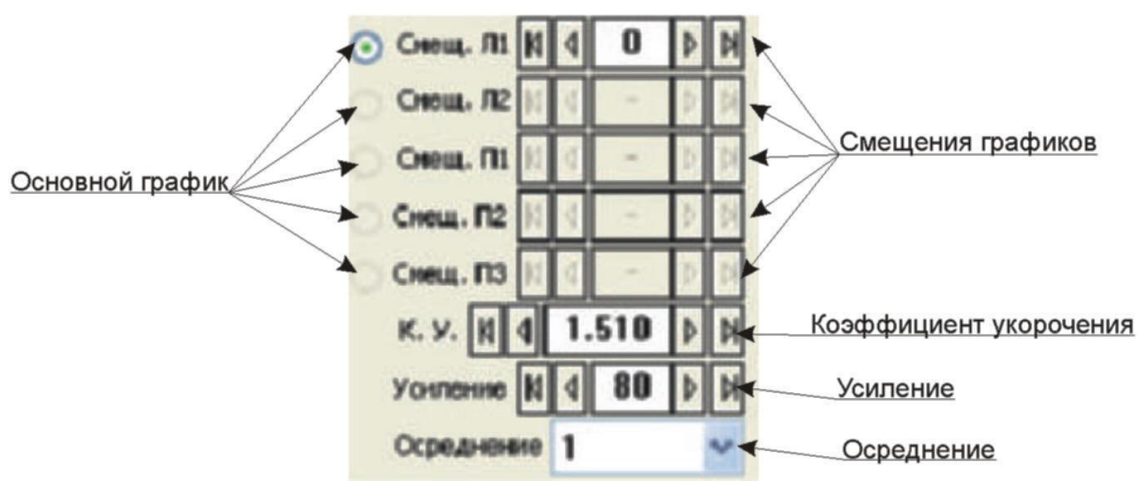 Смещ. Л1 0
Смещ. Л2 -
Смещ. П1 -
Смещ. П2 -
Смещ. П3 -
К. У. 1.510
Усиление 80
Осреднение 1
Основной график
Смещения графиков
Коэффициент укорочения
Усиление
Осреднение